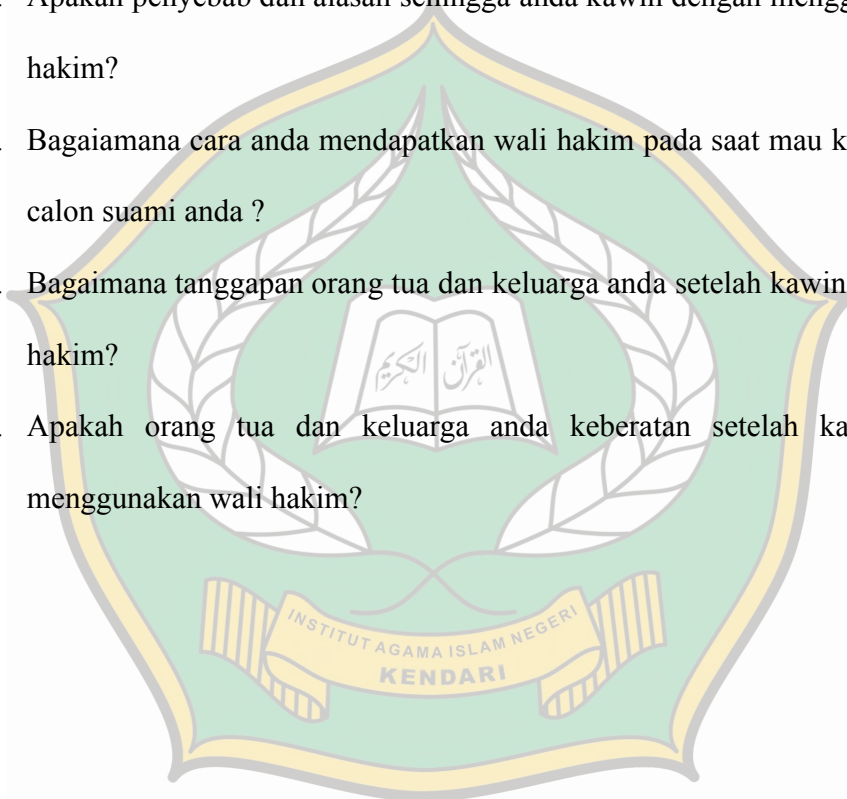 . Apakah penyebab dan alasan sehingga anda kawin dengan mengg
hakim?
. Bagaiamana cara anda mendapatkan wali hakim pada saat mau k
calon suami anda ?
. Bagaimana tanggapan orang tua dan keluarga anda setelah kawin
hakim?
القرآن الكريم
. Apakah orang tua dan keluarga anda keberatan setelah ka
menggunakan wali hakim?
INSTITUT AGAMA ISLAM NEGERI
KENDARI